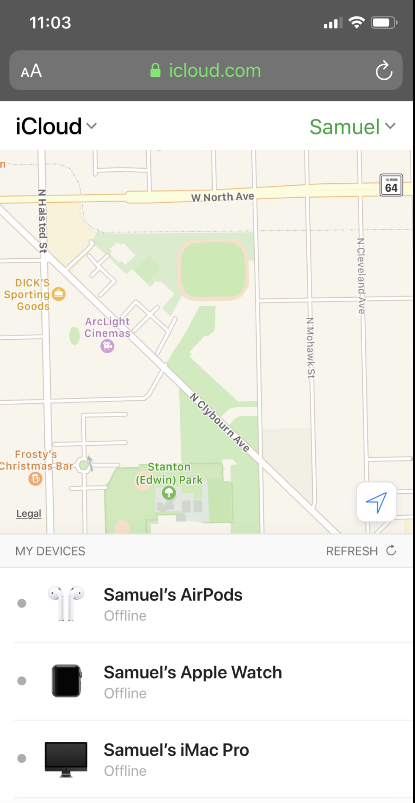 11:03
AA
icloud.com
iCloud
Samuel
W North Ave
ILLINOIS
64
N Halsted St
N Cleveland Ave
DICK'S
Sporting
Goods
ArcLight
Cinemas
N Mohawk St
N Clybourn Ave
Frosty's
Christmas Bar
Stanton
(Edwin) Park
Legal
MY DEVICES
REFRESH
Samuel's AirPods
Offline
Samuel's Apple Watch
Offline
Samuel's iMac Pro
Offline